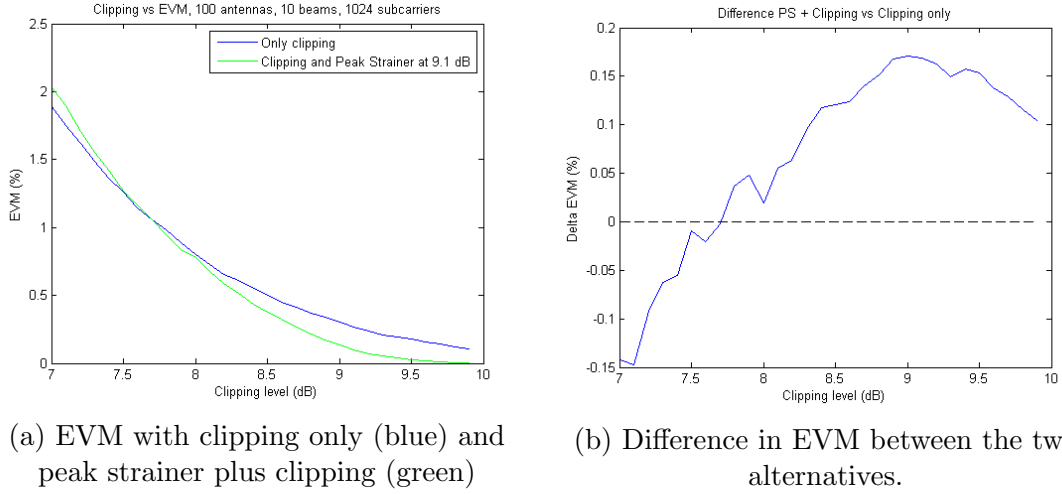 Clipping vs EVM, 100 antennas, 10 beams, 1024 subcarriers
2.5
2
1.5
1
0.5
0
EVM (%)
Only clipping
Clipping and Peak Strainer at 9.1 dB
7
7.5
8
8.5
9
9.5
10
Clipping level (dB)
(a) EVM with clipping only (blue) and
peak strainer plus clipping (green)
Difference PS + Clipping vs Clipping only
0.2
0.15
0.1
0.05
0
-0.05
-0.1
-0.15
Delta EVM (%)
7
7.5
8
8.5
9
9.5
10
Clipping level (dB)
(b) Difference in EVM between the tw
alternatives.